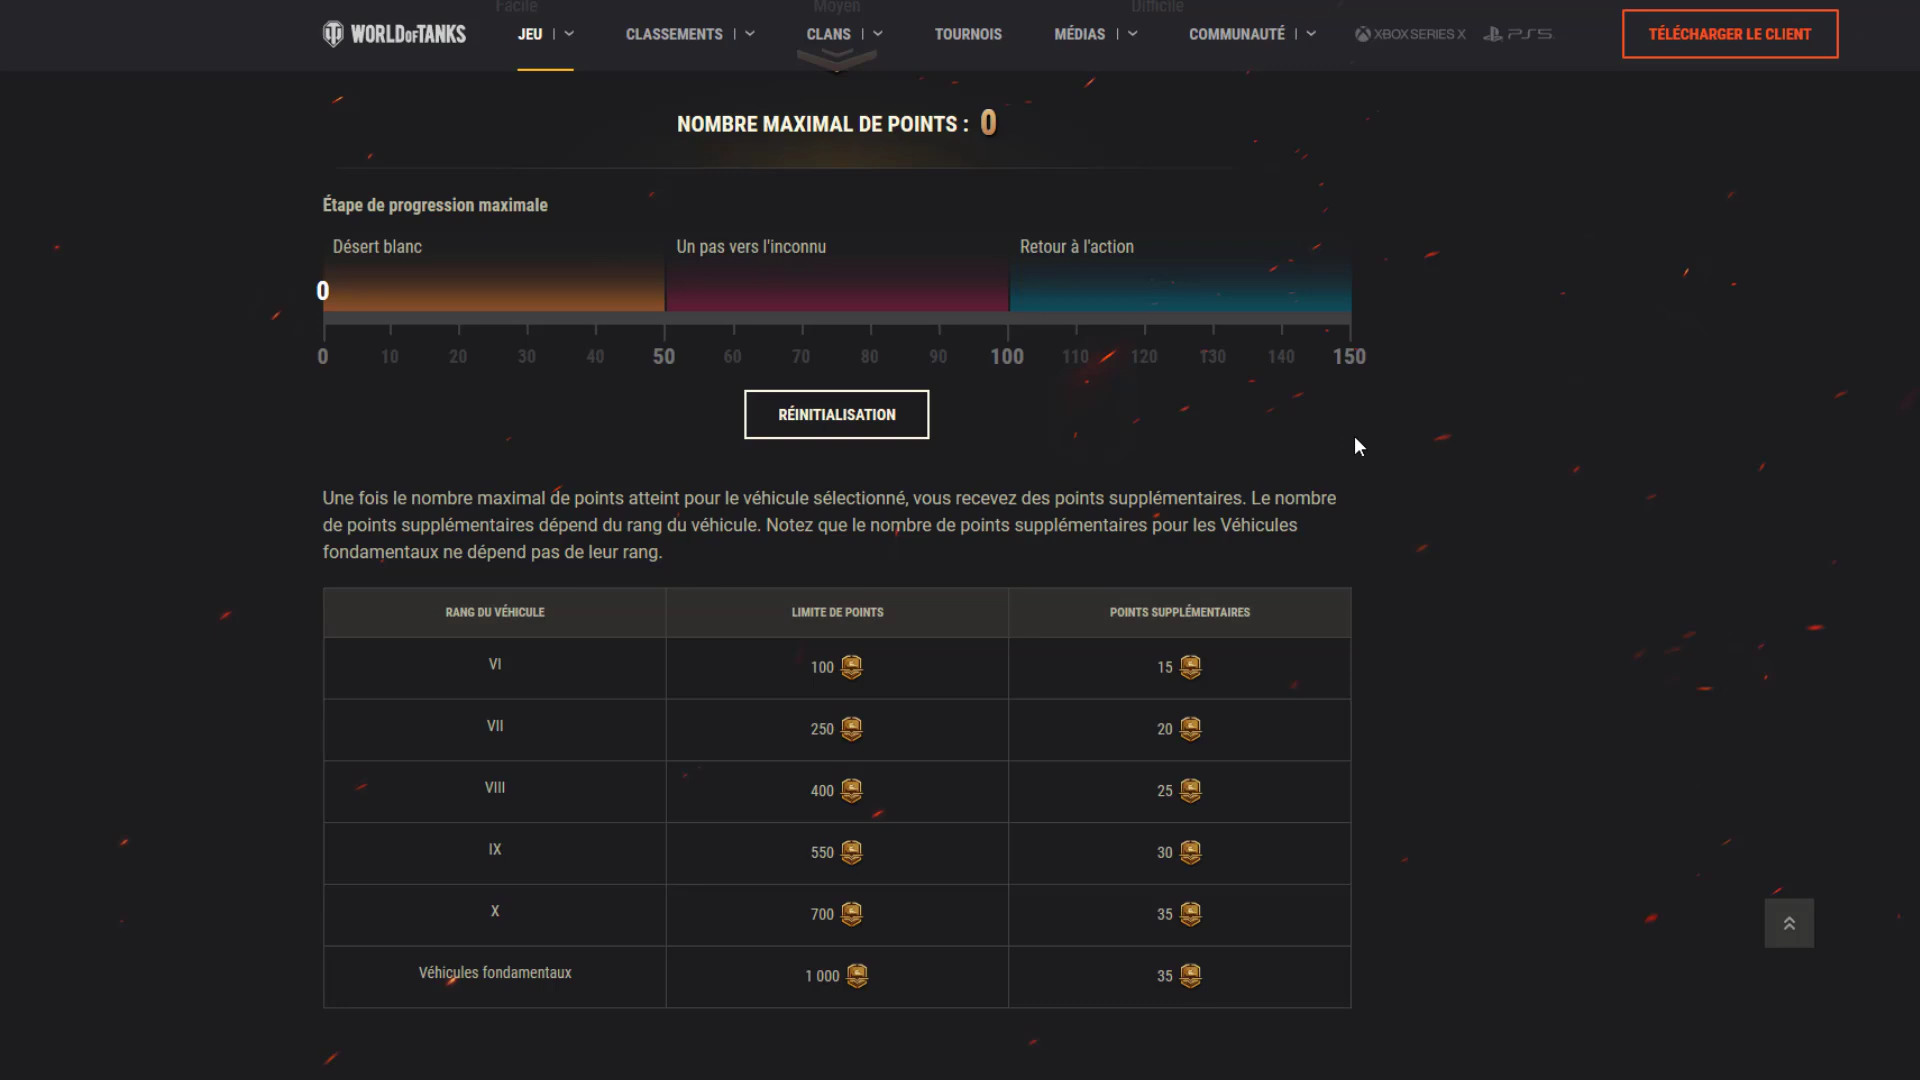 Facile Moyen Difficile
WORLD OF TANKS JEU CLASSEMENTS CLANS TOURNOIS MÉDIAS COMMUNAUTÉ XBOX SERIES X PS5 TÉLÉCHARGER LE CLIENT
NOMBRE MAXIMAL DE POINTS : 0
Étape de progression maximale
Désert blanc Un pas vers l'inconnu Retour à l'action
0
0 10 20 30 40 50 60 70 80 90 100 110 120 130 140 150
RÉINITIALISATION
Une fois le nombre maximal de points atteint pour le véhicule sélectionné, vous recevez des points supplémentaires. Le nombre
de points supplémentaires dépend du rang du véhicule. Notez que le nombre de points supplémentaires pour les Véhicules
fondamentaux ne dépend pas de leur rang.
RANG DU VÉHICULE LIMITE DE POINTS POINTS SUPPLÉMENTAIRES
VI 100 15
VII 250 20
VIII 400 25
IX 550 30
X 700 35
Véhicules fondamentaux 1 000 35